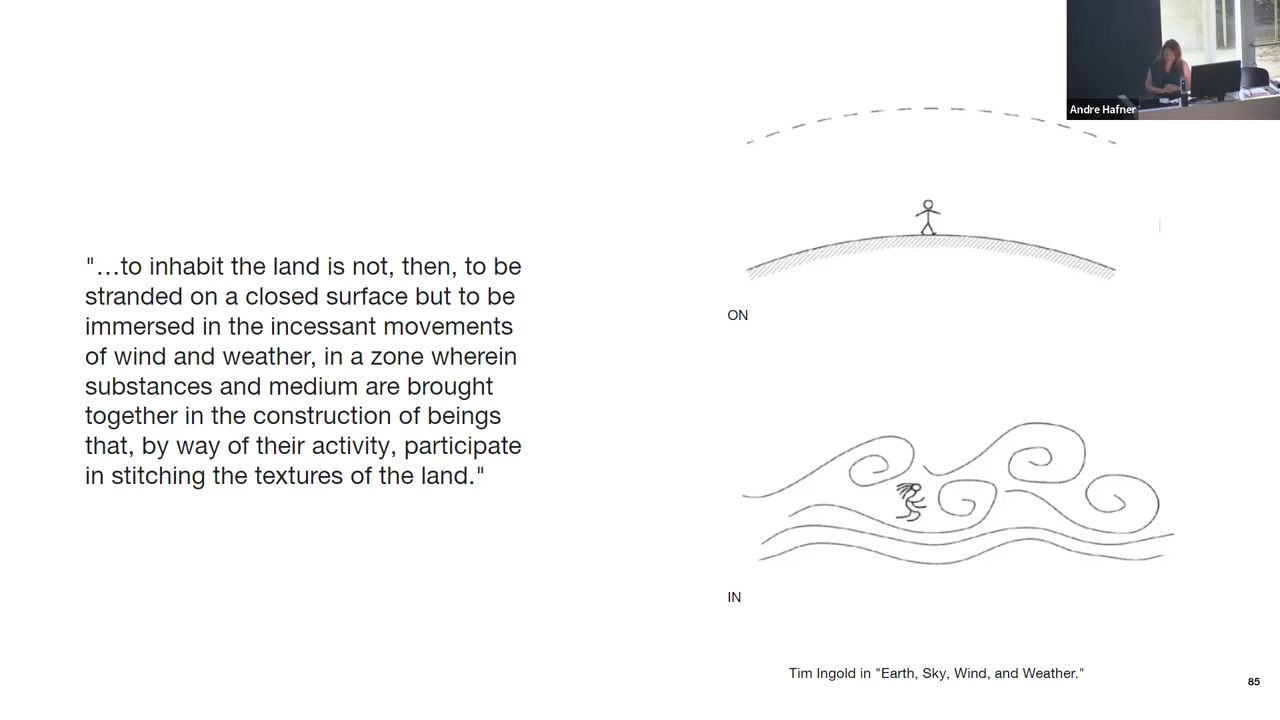 Andre Hafner
"…to inhabit the land is not, then, to be
stranded on a closed surface but to be
immersed in the incessant movements
of wind and weather, in a zone wherein
substances and medium are brought
together in the construction of beings
that, by way of their activity, participate
in stitching the textures of the land."
ON
IN
Tim Ingold in "Earth, Sky, Wind, and Weather."
85